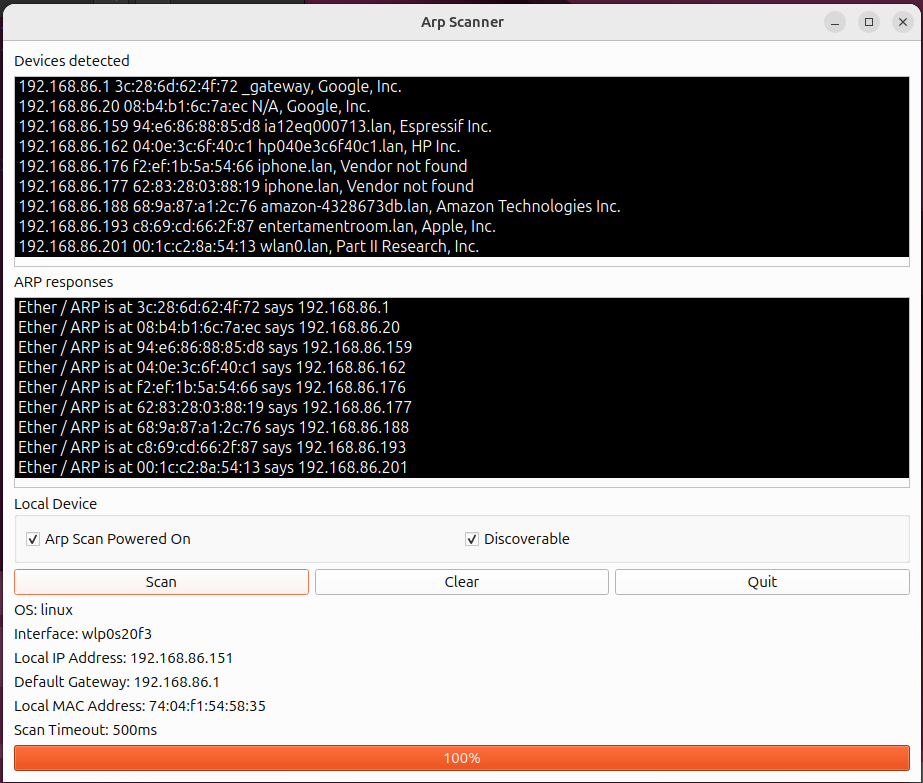 Arp Scanner
Devices detected
192.168.86.1 3c:28:6d:62:4f:72 _gateway, Google, Inc.
192.168.86.20 08:b4:b1:6c:7a:ec N/A, Google, Inc.
192.168.86.159 94:e6:86:88:85:d8 ia12eq000713.lan, Espressif Inc.
192.168.86.162 04:0e:3c:6f:40:c1 hp040e3c6f40c1.lan, HP Inc.
192.168.86.176 f2:ef:1b:5a:54:66 iphone.lan, Vendor not found
192.168.86.177 62:83:28:03:88:19 iphone.lan, Vendor not found
192.168.86.188 68:9a:87:a1:2c:76 amazon-4328673db.lan, Amazon Technologies Inc.
192.168.86.193 c8:69:cd:66:2f:87 entertamentroom.lan, Apple, Inc.
192.168.86.201 00:1c:c2:8a:54:13 wlan0.lan, Part II Research, Inc.
ARP responses
Ether / ARP is at 3c:28:6d:62:4f:72 says 192.168.86.1
Ether / ARP is at 08:b4:b1:6c:7a:ec says 192.168.86.20
Ether / ARP is at 94:e6:86:88:85:d8 says 192.168.86.159
Ether / ARP is at 04:0e:3c:6f:40:c1 says 192.168.86.162
Ether / ARP is at f2:ef:1b:5a:54:66 says 192.168.86.176
Ether / ARP is at 62:83:28:03:88:19 says 192.168.86.177
Ether / ARP is at 68:9a:87:a1:2c:76 says 192.168.86.188
Ether / ARP is at c8:69:cd:66:2f:87 says 192.168.86.193
Ether / ARP is at 00:1c:c2:8a:54:13 says 192.168.86.201
Local Device
Arp Scan Powered On Discoverable
Scan Clear Quit
OS: linux
Interface: wlp0s20f3
Local IP Address: 192.168.86.151
Default Gateway: 192.168.86.1
Local MAC Address: 74:04:f1:54:58:35
Scan Timeout: 500ms
100%